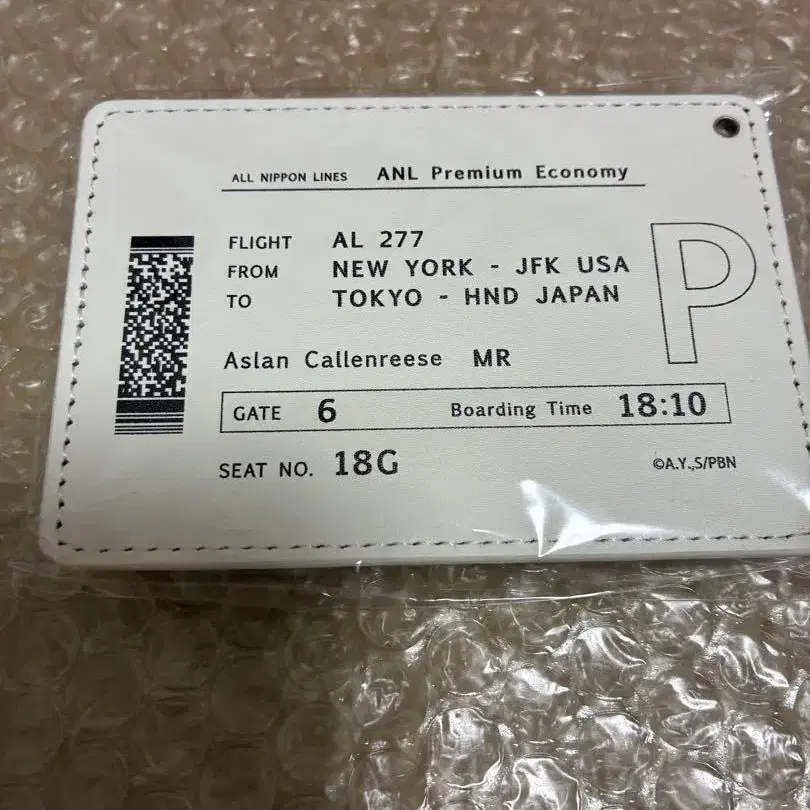 ALL NIPPON LINES ANL Premium Economy
FLIGHT AL 277
FROM NEW YORK - JFK USA
TO TOKYO - HND JAPAN
P
Aslan Callenreese MR
GATE 6 Boarding Time 18:10
SEAT NO. 18G
©A.Y.,S/PBN